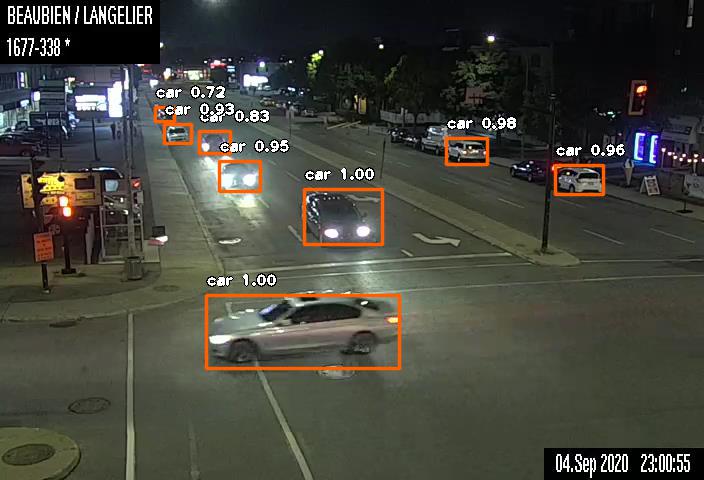 BEAUBIEN / LANGELIER
1677-338 *
car 0.72
car 0.93
car 0.83
car 0.98
car 0.95
car 0.96
car 1.00
car 1.00
04.Sep 2020 23:00:55